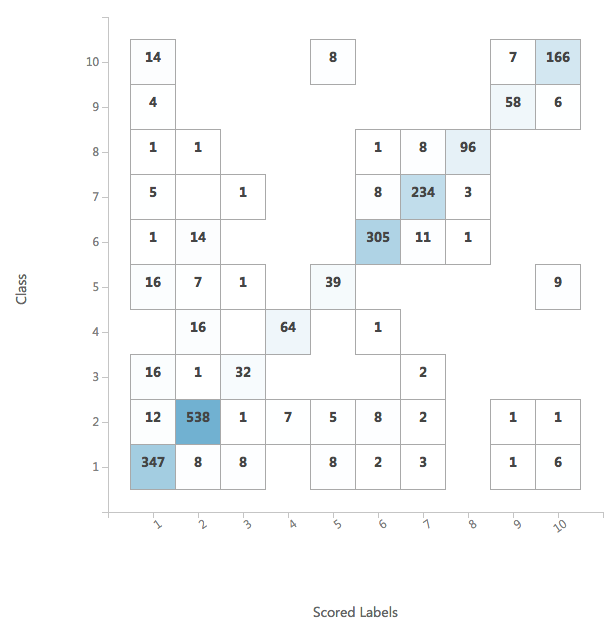 10 14 8 7 166
9 4 58 6
8 1 1 1 8 96
7 5 1 8 234 3
6 1 14 305 11 1
Class
5 16 7 1 39 9
4 16 64 1
3 16 1 32 2
2 12 538 1 7 5 8 2 1 1
1 347 8 8 8 2 3 1 6
1 2 3 4 5 6 7 8 9 10
Scored Labels